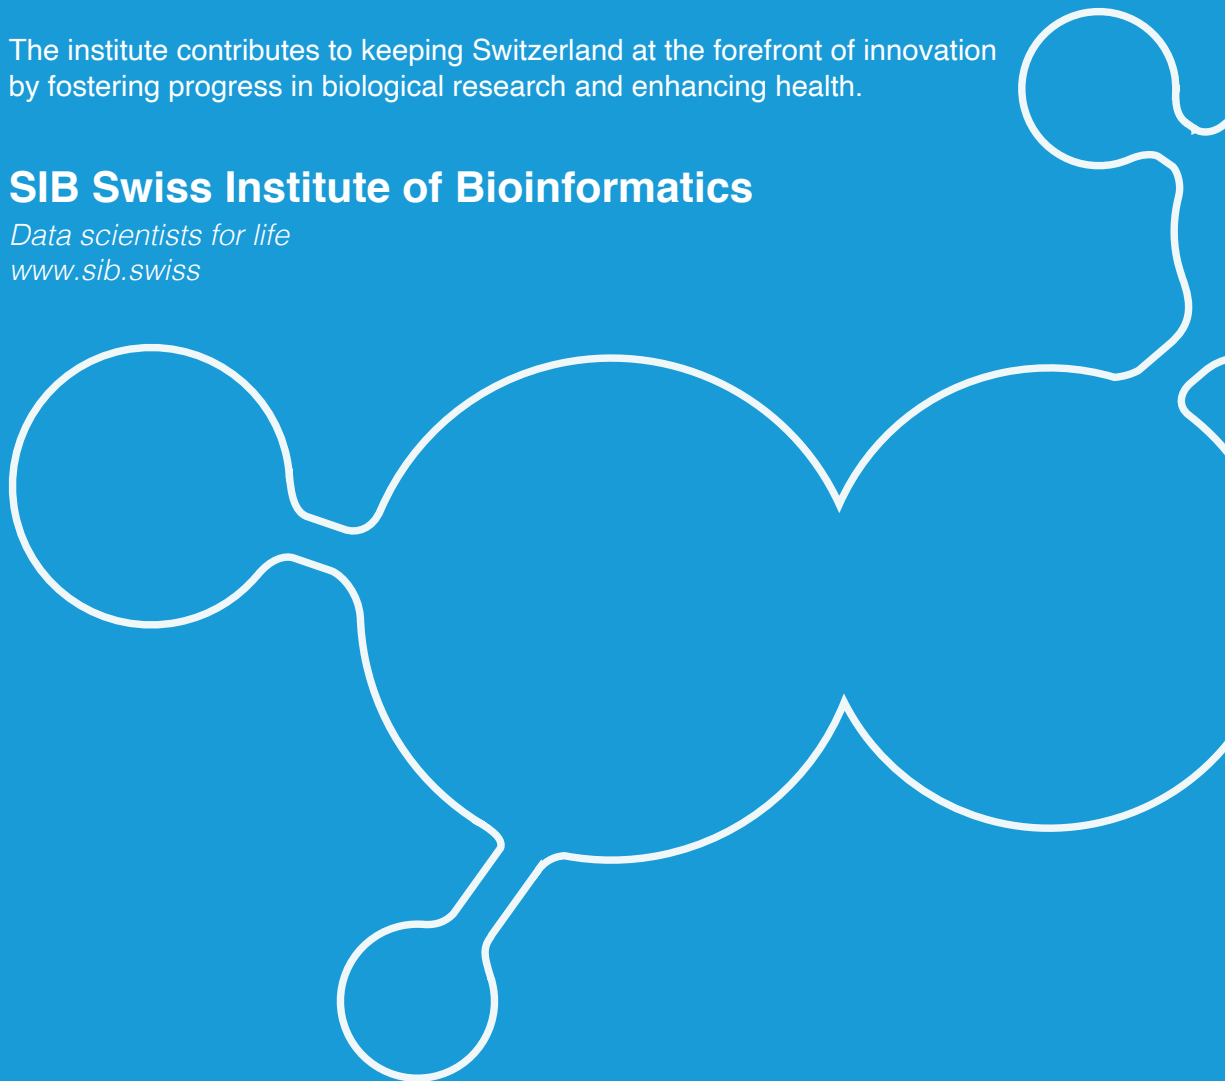 The institute contributes to keeping Switzerland at the forefront of innovation
by fostering progress in biological research and enhancing health.
SIB Swiss Institute of Bioinformatics
Data scientists for life
www.sib.swiss